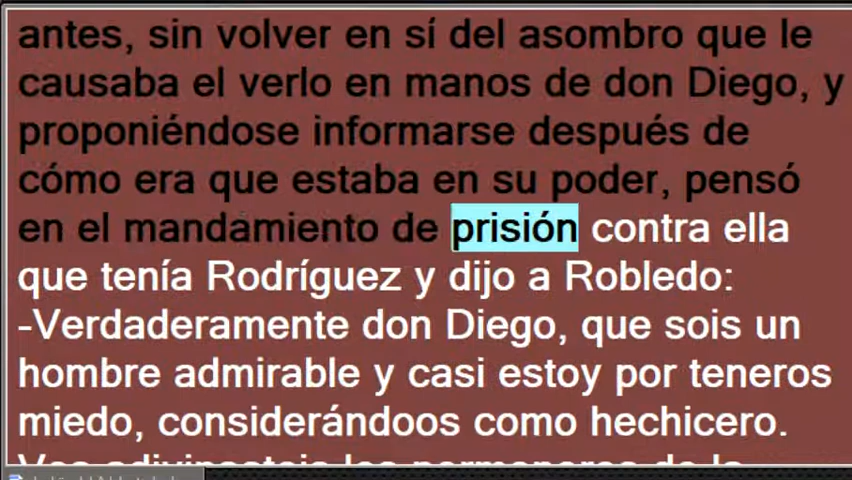 antes, sin volver en sí del asombro que le
causaba el verlo en manos de don Diego, y
proponiéndose informarse después de
cómo era que estaba en su poder, pensó
en el mandamiento de prisión contra ella
que tenía Rodríguez y dijo a Robledo:
-Verdaderamente don Diego, que sois un
hombre admirable y casi estoy por teneros
miedo, considerándoos como hechicero.